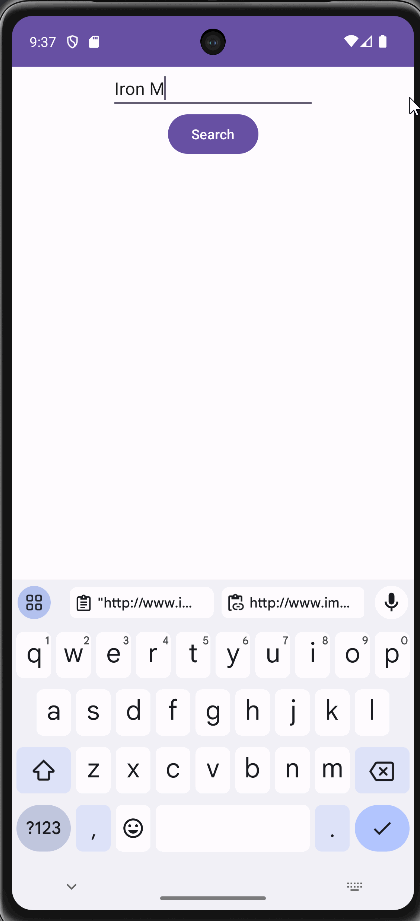 9:37
Iron M
Search
"http://www.i... http://www.im...
q1 w2 e3 r4 t5 y6 u7 i8 o9 p0
a s d f g h j k l
z x c v b n m
?123 , .